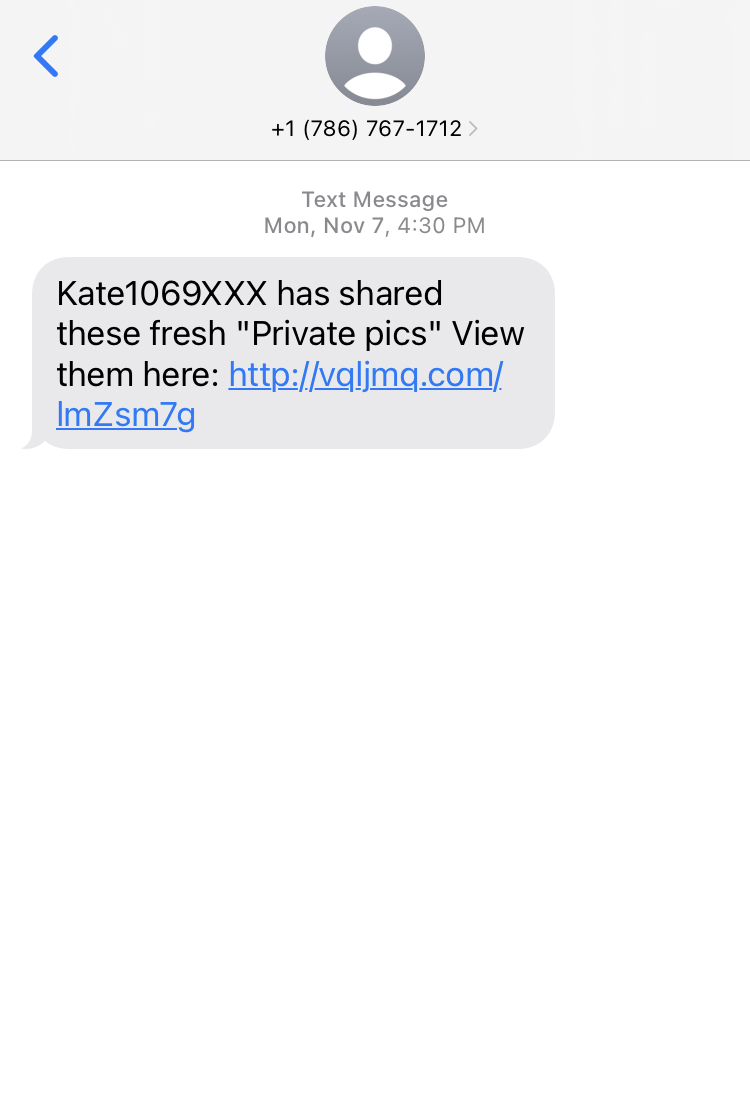 +1 (786) 767-1712
Text Message
Mon, Nov 7, 4:30 PM
Kate1069XXX has shared
these fresh "Private pics" View
them here: http://vqljmq.com/
lmZsm7g